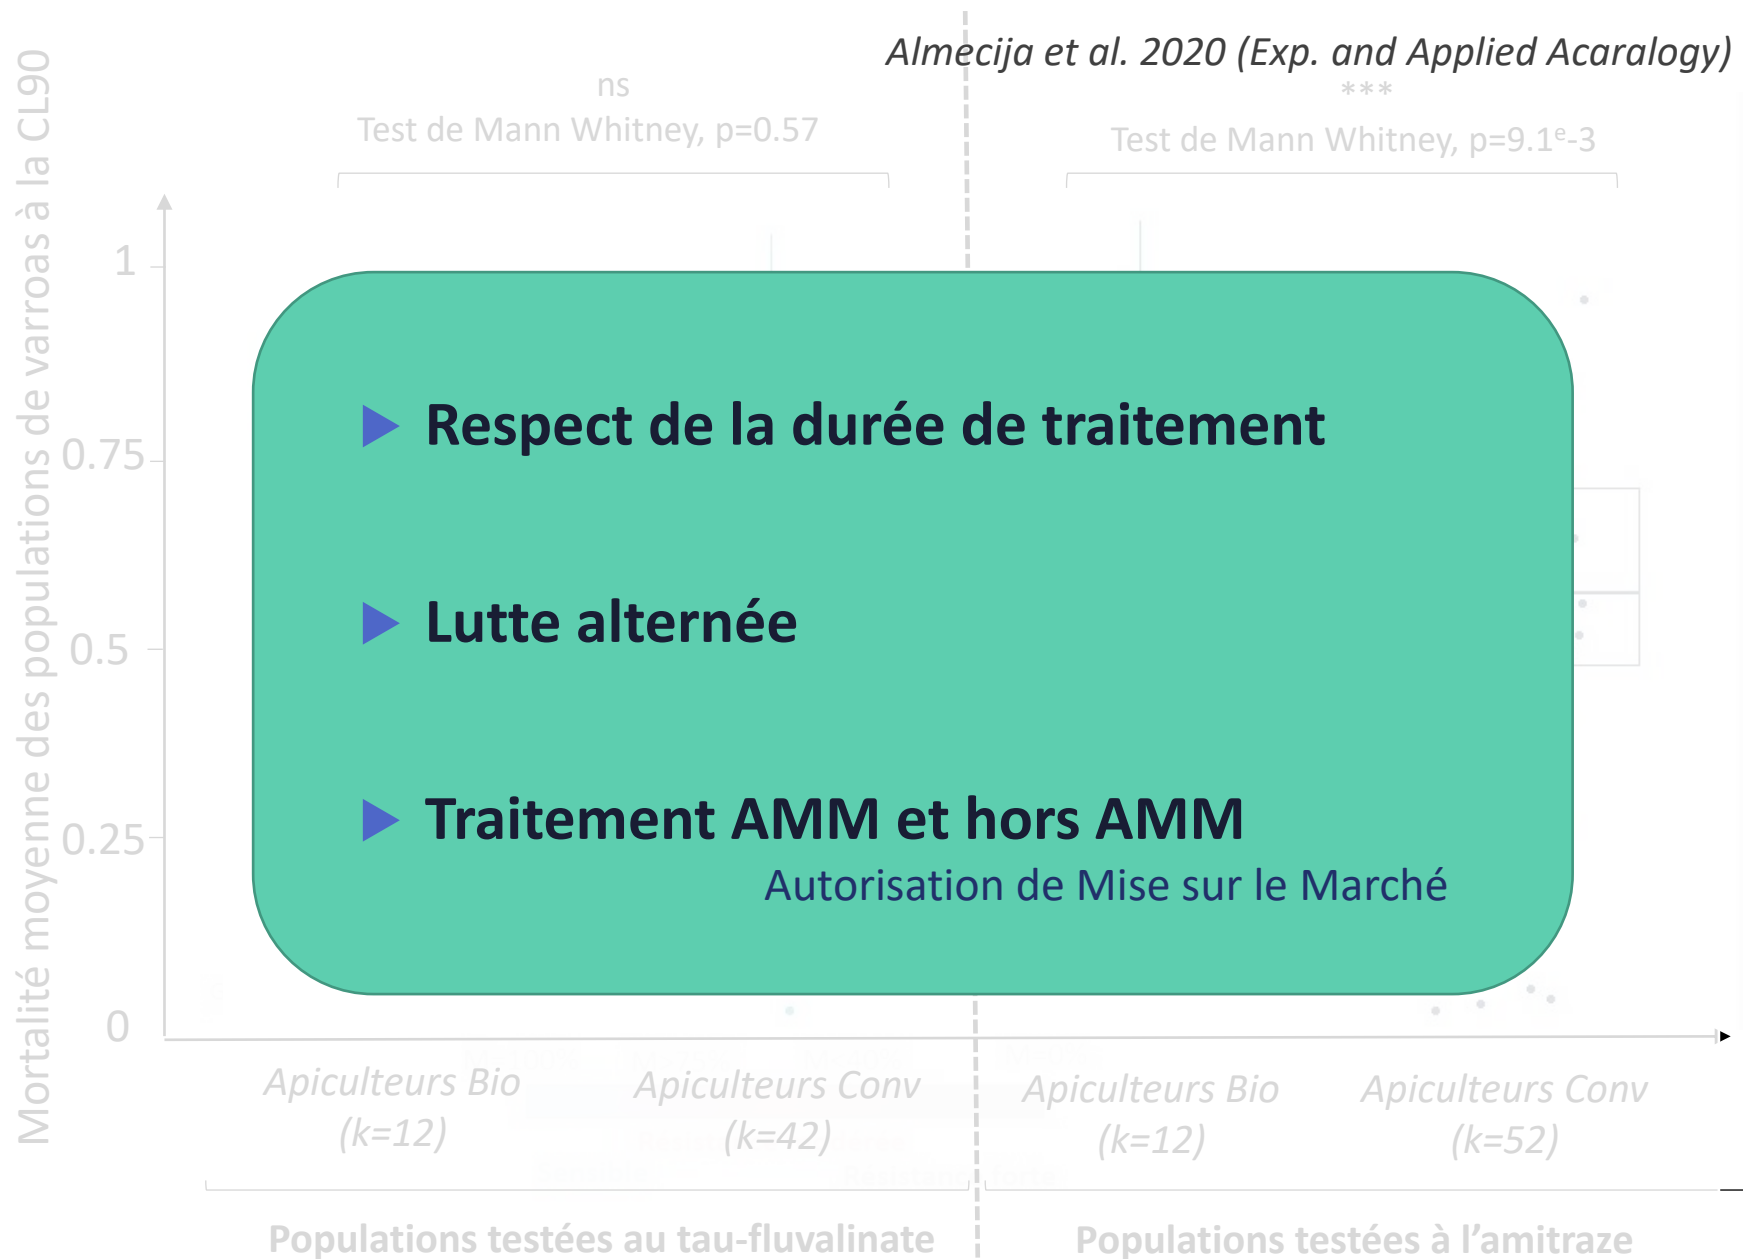 Almecija et al. 2020 (Exp. and Applied Acaralogy)
ns
Test de Mann Whitney, p=0.57
***
Test de Mann Whitney, p=9.1e-3
Mortalité moyenne des populations de varroas à la CL90
1
0.75
0.5
0.25
0
Respect de la durée de traitement
Lutte alternée
Traitement AMM et hors AMM
Autorisation de Mise sur le Marché
Apiculteurs Bio
(k=12)
Apiculteurs Conv
(k=42)
Apiculteurs Bio
(k=12)
Apiculteurs Conv
(k=52)
Populations testées au tau-fluvalinate
Populations testées à l'amitraze